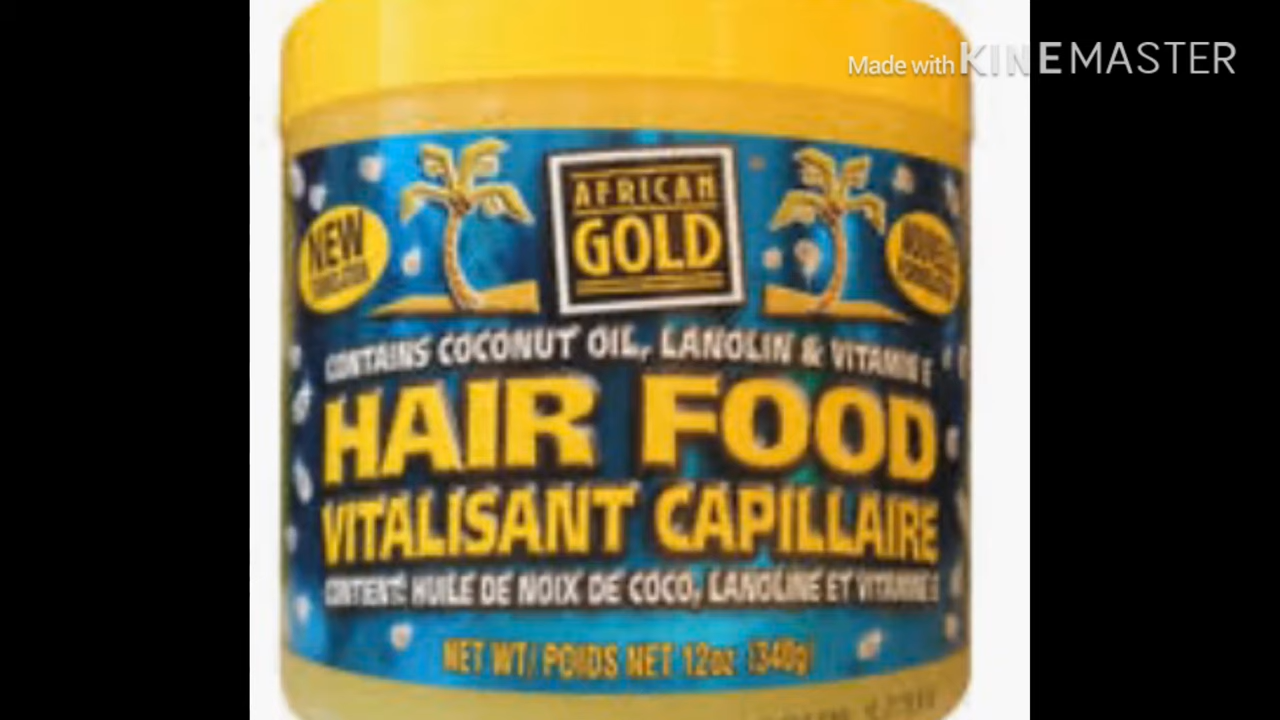 Made with KINEMASTER
AFRICAN
GOLD
NEW
CONTAINS COCONUT OIL, LANOLIN & VITAMIN E
HAIR FOOD
VITALISANT CAPILLAIRE
CONTIENT: HUILE DE NOIX DE COCO, LANOLINE ET VITAMINE E
NET WT/POIDS NET 12oz (340g)